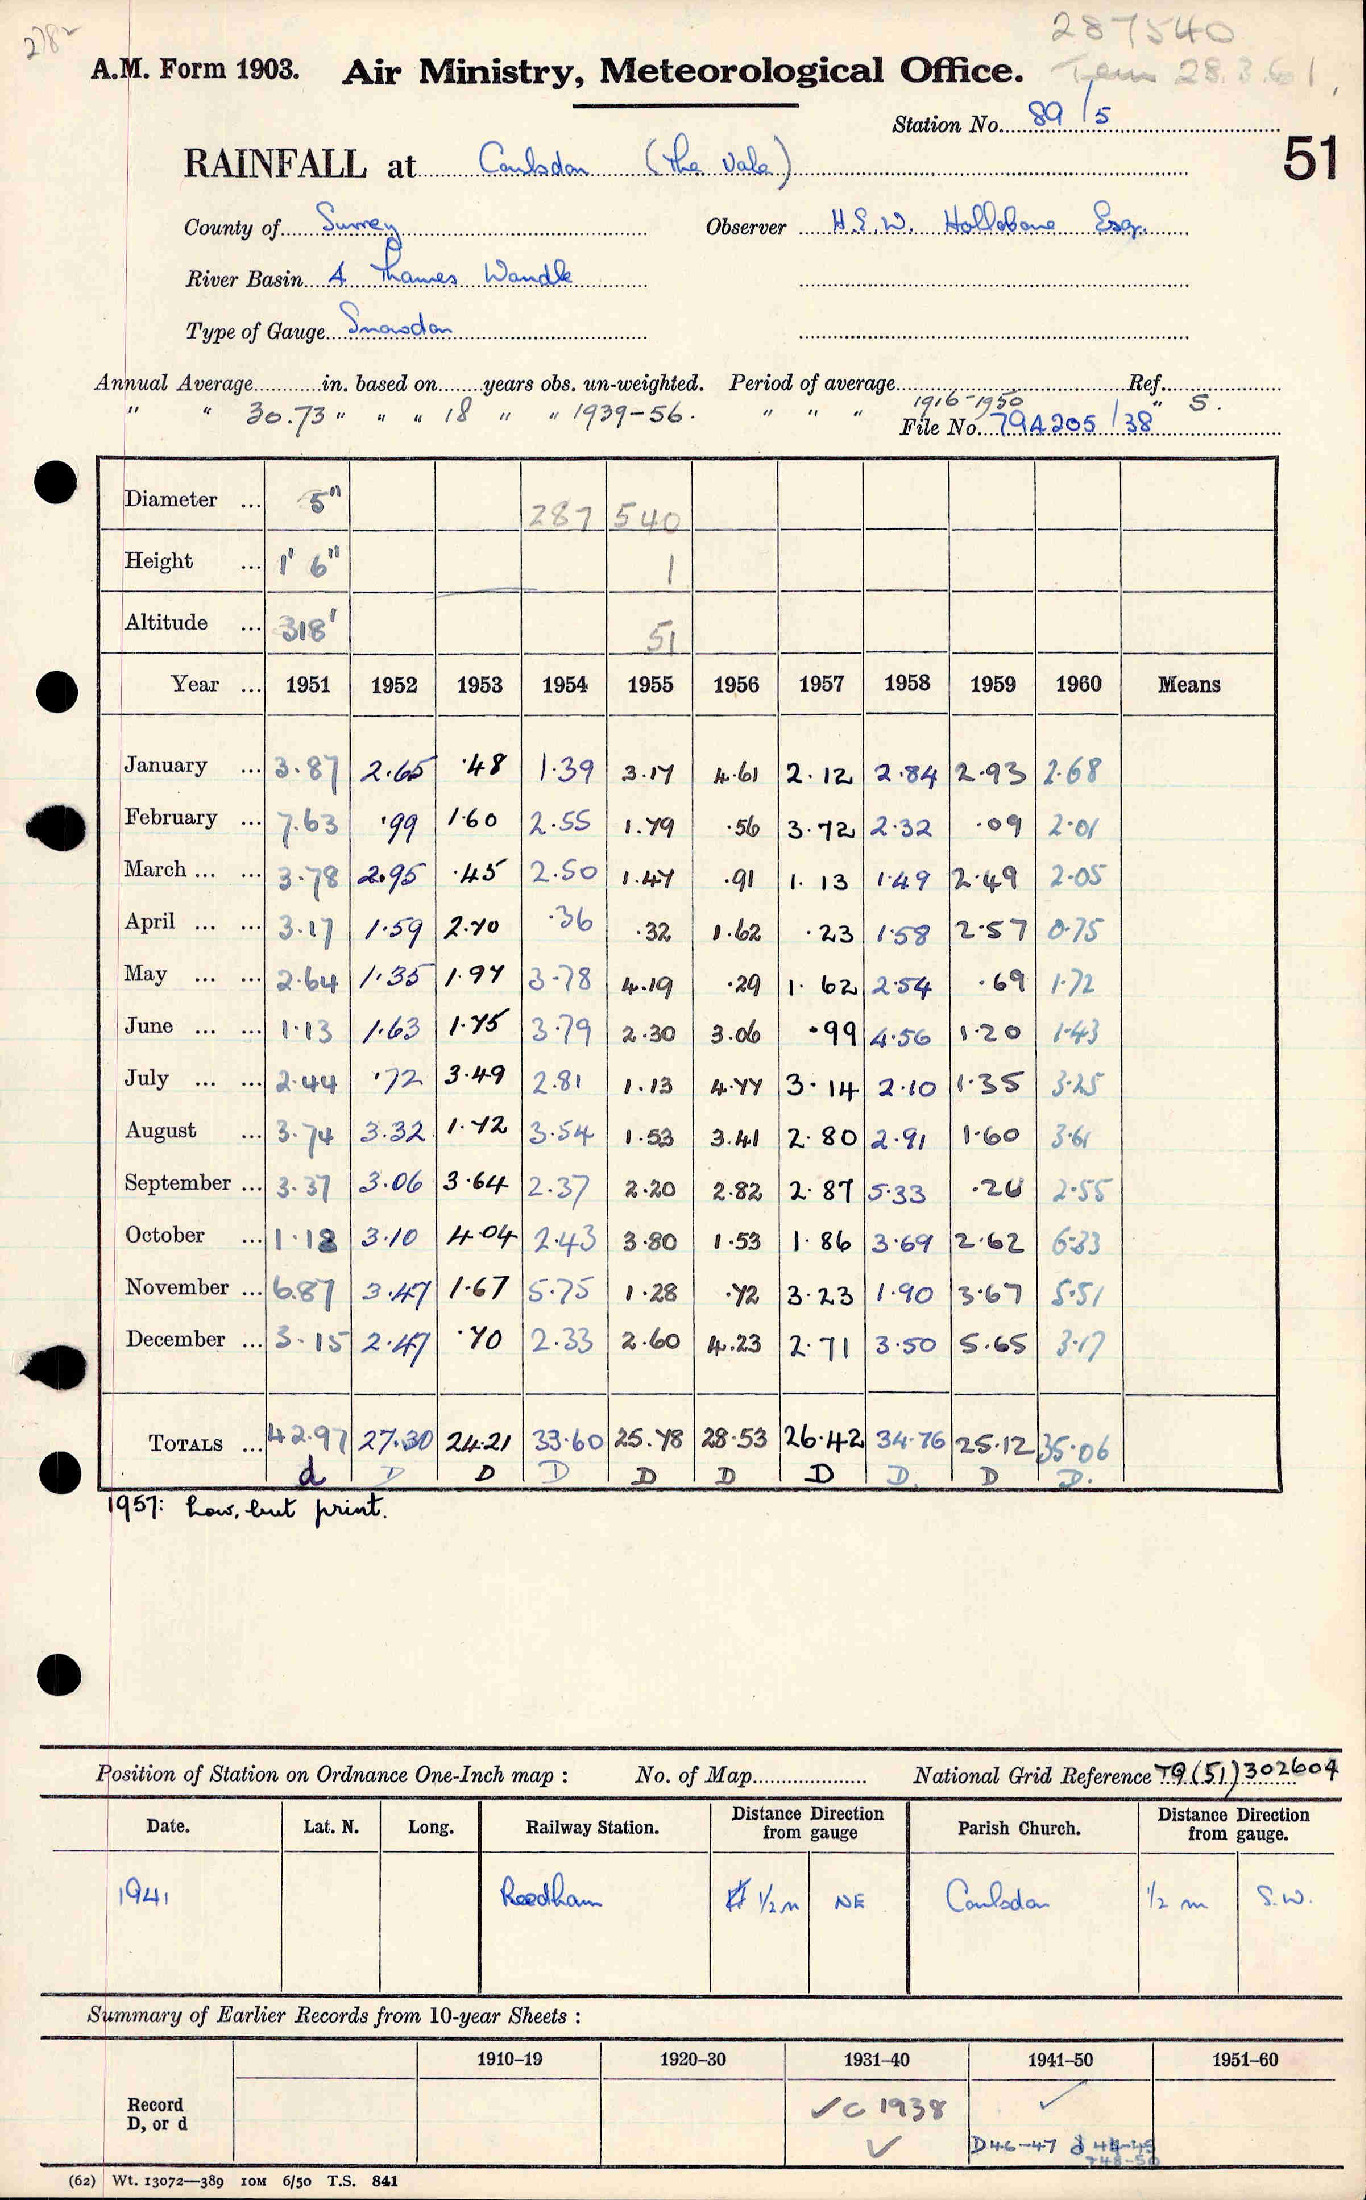 2782
287540
A.M. Form 1903. Air Ministry, Meteorological Office. Tem 28.3.61.
Station No. 89/5
51
RAINFALL at Coulsdon (The Vale)
County of Surrey Observer H.E.W. Hallebone Esq.
River Basin 4 Thames Wandle
Type of Gauge Snowdon
Annual Average in. based on years obs. un-weighted. Period of average Ref.
" " 30.73 " " " 18 " " 1939-56. " " " 1916-1950 " 5.
File No. 79A205/38
Diameter ... 5" 287 540
Height ... 1' 6" 1
Altitude ... 318' 51
Year ... 1951 1952 1953 1954 1955 1956 1957 1958 1959 1960 Means
January ... 3.87 2.65 .48 1.39 3.17 4.61 2.12 2.84 2.93 2.68
February ... 7.63 .99 1.60 2.55 1.79 .56 3.72 2.32 .09 2.01
March ... ... 3.78 2.95 .45 2.50 1.47 .91 1.13 1.49 2.49 2.05
April ... ... 3.17 1.59 2.70 .36 .32 1.62 .23 1.58 2.57 0.75
May ... ... 2.64 1.35 1.97 3.78 4.19 .29 1.62 2.54 .69 1.72
June ... ... 1.13 1.63 1.75 3.79 2.30 3.06 .99 4.56 1.20 1.43
July ... ... 2.44 .72 3.49 2.81 1.13 4.77 3.14 2.10 1.35 3.25
August ... 3.74 3.32 1.72 3.54 1.53 3.41 2.80 2.91 1.60 3.61
September ... 3.37 3.06 3.64 2.37 2.20 2.82 2.87 5.33 .26 2.55
October ... 1.18 3.10 4.04 2.43 3.80 1.53 1.86 3.69 2.62 6.33
November ... 6.87 3.47 1.67 5.75 1.28 .72 3.23 1.90 3.67 5.51
December ... 3.15 2.47 .70 2.33 2.60 4.23 2.71 3.50 5.65 3.17
TOTALS ... 42.97 27.30 24.21 33.60 25.78 28.53 26.42 34.76 25.12 35.06
d D D D D D D D. D D.
1957: Low, but print.
Position of Station on Ordnance One-Inch map : No. of Map National Grid Reference TQ (51) 302604
Date. Lat. N. Long. Railway Station. Distance Direction from gauge Parish Church. Distance Direction from gauge.
1941 Reedham 1/2 m NE Coulsdon 1/2 m S.W.
Summary of Earlier Records from 10-year Sheets :
1910–19 1920–30 1931–40 1941–50 1951–60
Record D, or d ✓ C 1938 ✓
✓ D46-47 d 44-45
+48-50
(62) Wt. 13072—389 10M 6/50 T.S. 841